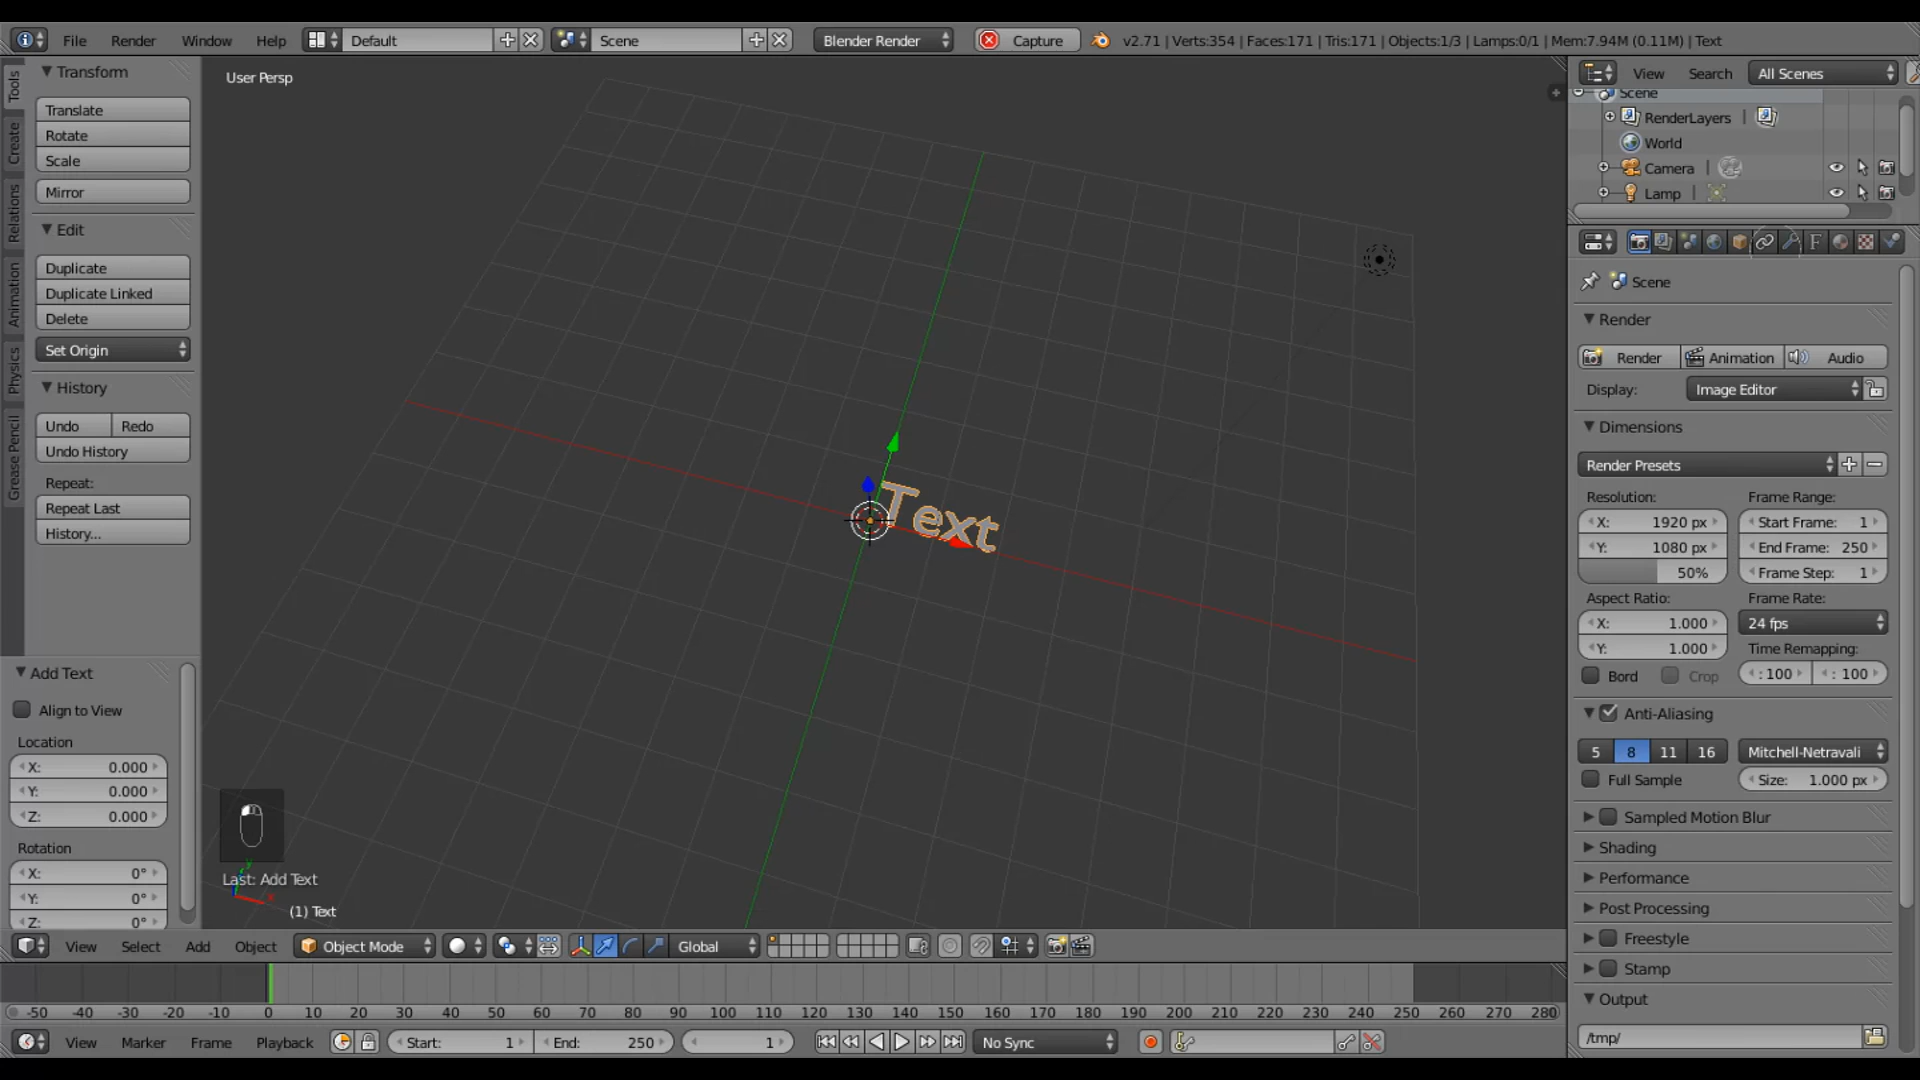 File Render Window Help Default Scene Blender Render Capture v2.71 | Verts:354 | Faces:171 | Tris:171 | Objects:1/3 | Lamps:0/1 | Mem:7.94M (0.11M) | Text
Tools
Create
Relations
Animation
Physics
Grease Pencil
Transform
Translate
Rotate
Scale
Mirror
Edit
Duplicate
Duplicate Linked
Delete
Set Origin
History
Undo Redo
Undo History
Repeat:
Repeat Last
History...
Add Text
Align to View
Location
X: 0.000
Y: 0.000
Z: 0.000
Rotation
X: 0°
Y: 0°
Z: 0°
User Persp
Text
Last: Add Text
(1) Text
View Search All Scenes
Scene
RenderLayers
World
Camera
Lamp
Scene
Render
Render Animation Audio
Display: Image Editor
Dimensions
Render Presets
Resolution: Frame Range:
X: 1920 px Start Frame: 1
Y: 1080 px End Frame: 250
50% Frame Step: 1
Aspect Ratio: Frame Rate:
X: 1.000 24 fps
Y: 1.000 Time Remapping:
Bord Crop : 100 : 100
Anti-Aliasing
5 8 11 16 Mitchell-Netravali
Full Sample Size: 1.000 px
Sampled Motion Blur
Shading
Performance
Post Processing
Freestyle
Stamp
Output
/tmp/
View Select Add Object Object Mode Global
-50 -40 -30 -20 -10 0 10 20 30 40 50 60 70 80 90 100 110 120 130 140 150 160 170 180 190 200 210 220 230 240 250 260 270 280
View Marker Frame Playback Start: 1 End: 250 1 No Sync